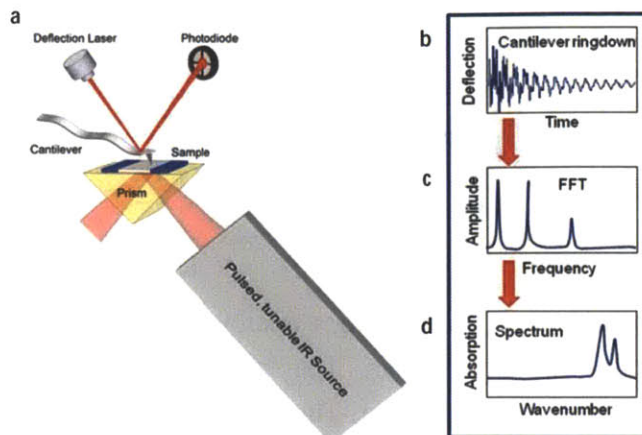 a
Deflection Laser
Photodiode
Cantilever
Sample
Prism
Pulsed, tunable IR Source
b
Cantilever ringdown
Deflection
Time
c
FFT
Amplitude
Frequency
d
Spectrum
Absorption
Wavenumber